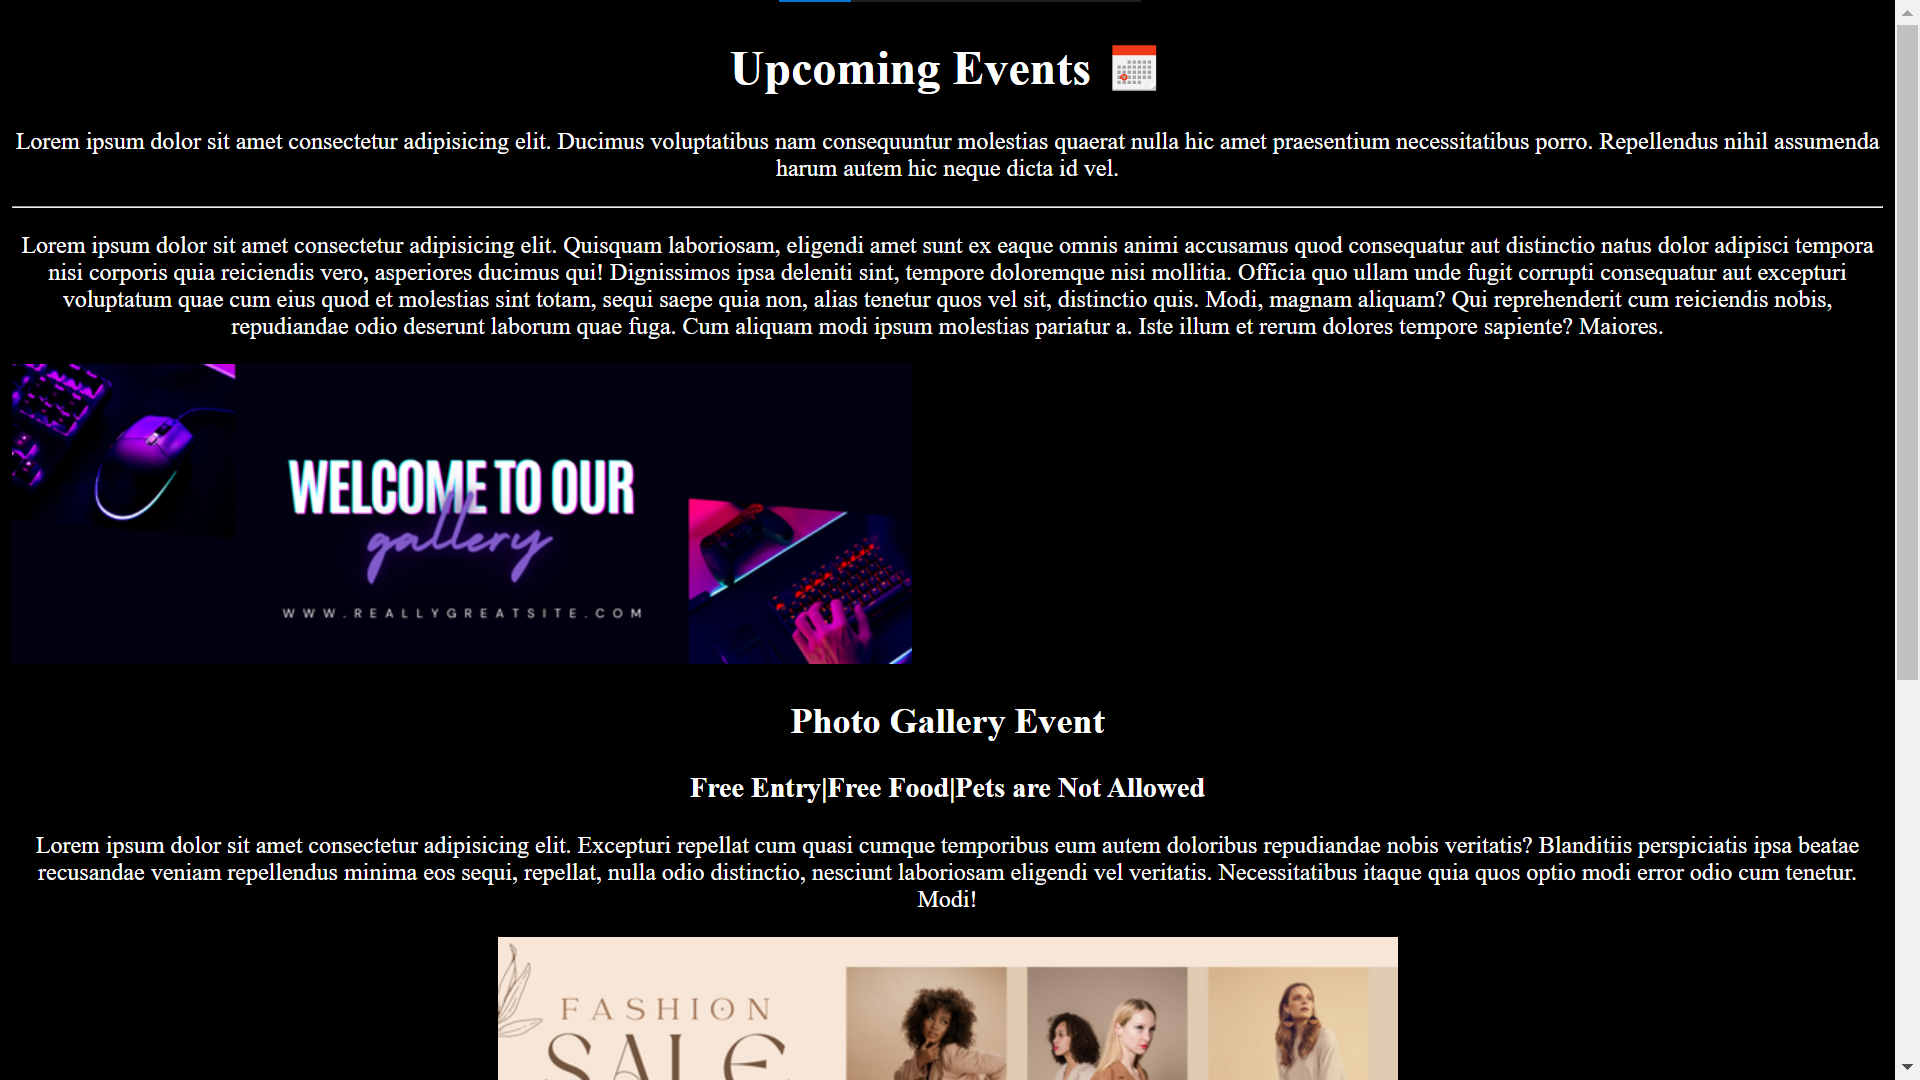 Upcoming Events
Lorem ipsum dolor sit amet consectetur adipisicing elit. Ducimus voluptatibus nam consequuntur molestias quaerat nulla hic amet praesentium necessitatibus porro. Repellendus nihil assumenda
harum autem hic neque dicta id vel.
Lorem ipsum dolor sit amet consectetur adipisicing elit. Quisquam laboriosam, eligendi amet sunt ex eaque omnis animi accusamus quod consequatur aut distinctio natus dolor adipisci tempora
nisi corporis quia reiciendis vero, asperiores ducimus qui! Dignissimos ipsa deleniti sint, tempore doloremque nisi mollitia. Officia quo ullam unde fugit corrupti consequatur aut excepturi
voluptatum quae cum eius quod et molestias sint totam, sequi saepe quia non, alias tenetur quos vel sit, distinctio quis. Modi, magnam aliquam? Qui reprehenderit cum reiciendis nobis,
repudiandae odio deserunt laborum quae fuga. Cum aliquam modi ipsum molestias pariatur a. Iste illum et rerum dolores tempore sapiente? Maiores.
WELCOME TO OUR
gallery
WWW.REALLYGREATSITE.COM
Photo Gallery Event
Free Entry|Free Food|Pets are Not Allowed
Lorem ipsum dolor sit amet consectetur adipisicing elit. Excepturi repellat cum quasi cumque temporibus eum autem doloribus repudiandae nobis veritatis? Blanditiis perspiciatis ipsa beatae
recusandae veniam repellendus minima eos sequi, repellat, nulla odio distinctio, nesciunt laboriosam eligendi vel veritatis. Necessitatibus itaque quia quos optio modi error odio cum tenetur.
Modi!
FASHION
SALE